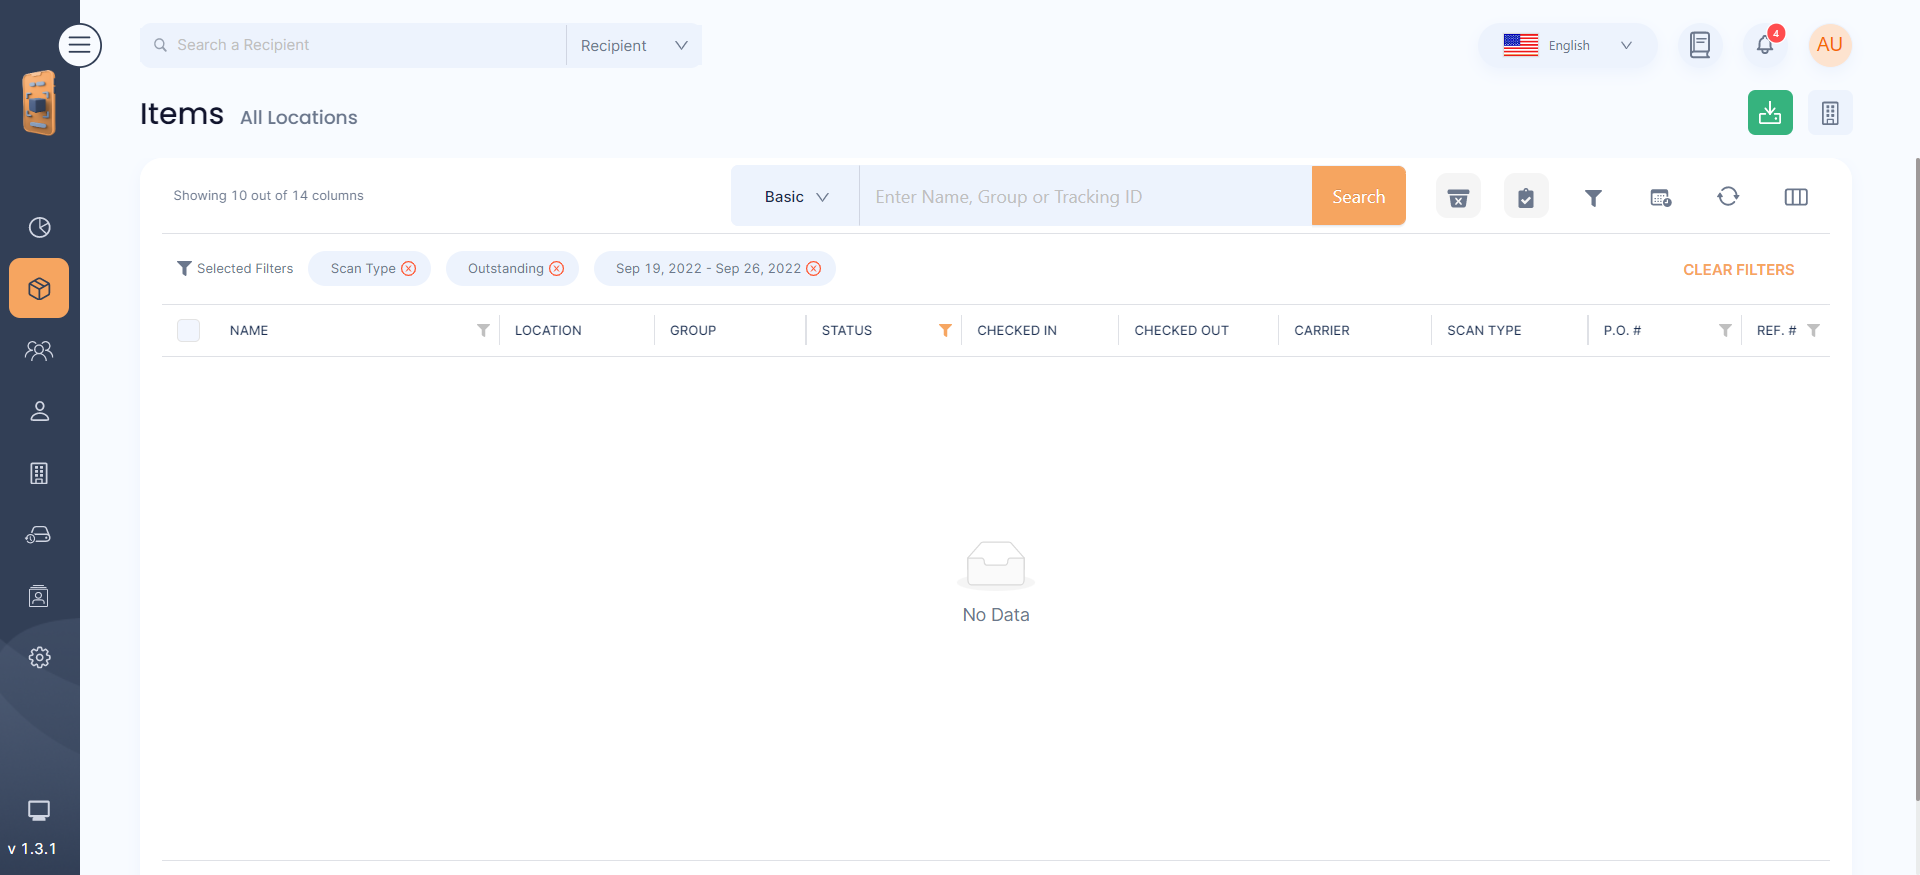 Search a Recipient
Recipient
English
4
AU
Items
All Locations
Showing 10 out of 14 columns
Basic
Enter Name, Group or Tracking ID
Search
Selected Filters
Scan Type
Outstanding
Sep 19, 2022 - Sep 26, 2022
CLEAR FILTERS
NAME
LOCATION
GROUP
STATUS
CHECKED IN
CHECKED OUT
CARRIER
SCAN TYPE
P.O. #
REF. #
No Data
v 1.3.1